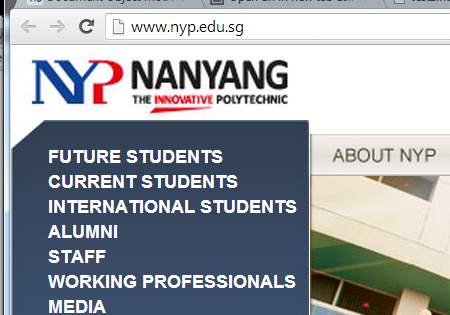 www.nyp.edu.sg
NYP NANYANG
THE INNOVATIVE POLYTECHNIC
ABOUT NYP
FUTURE STUDENTS
CURRENT STUDENTS
INTERNATIONAL STUDENTS
ALUMNI
STAFF
WORKING PROFESSIONALS
MEDIA